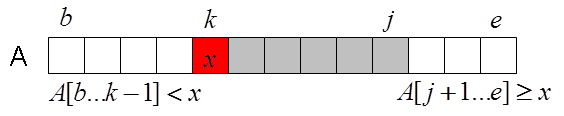 b k j e
A x
A[b...k−1] < x A[j+1...e] ≥ x